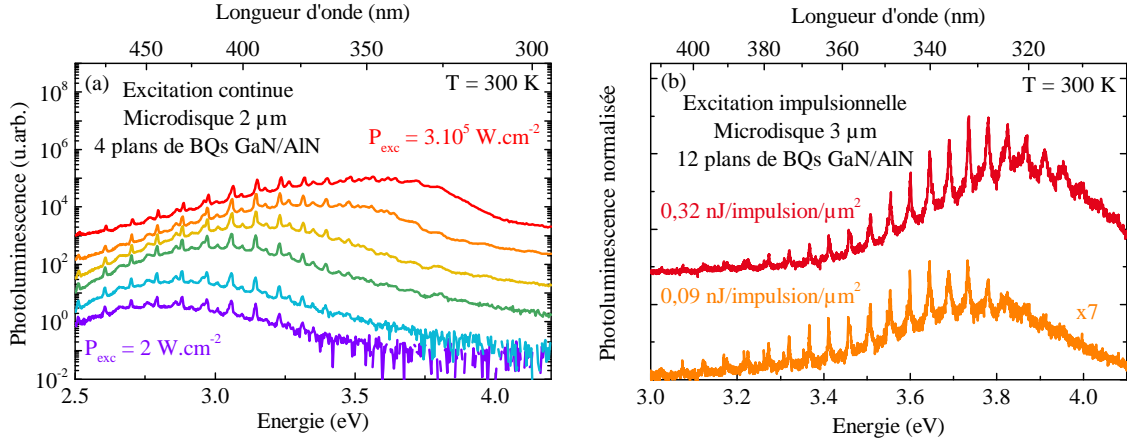 Longueur d'onde (nm)
450 400 350 300
(a)
T = 300 K
Excitation continue
Microdisque 2 µm
4 plans de BQs GaN/AlN
P_exc = 3.10^5 W.cm^-2
P_exc = 2 W.cm^-2
Photoluminescence (u.arb.)
10^8
10^6
10^4
10^2
10^0
10^-2
2.5 3.0 3.5 4.0
Energie (eV)
Longueur d'onde (nm)
400 380 360 340 320
(b)
T = 300 K
Excitation impulsionnelle
Microdisque 3 µm
12 plans de BQs GaN/AlN
0,32 nJ/impulsion/µm^2
0,09 nJ/impulsion/µm^2
x7
Photoluminescence normalisée
3.0 3.2 3.4 3.6 3.8 4.0
Energie (eV)